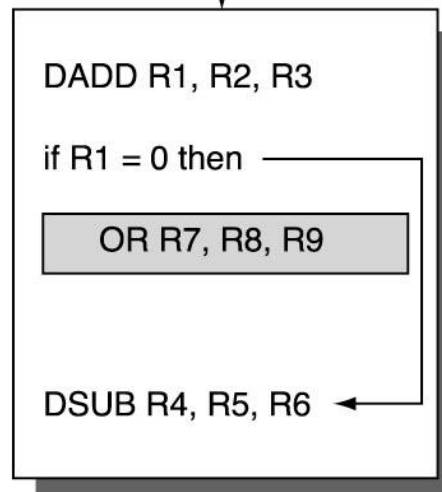 DADD R1, R2, R3
if R1 = 0 then
OR R7, R8, R9
DSUB R4, R5, R6